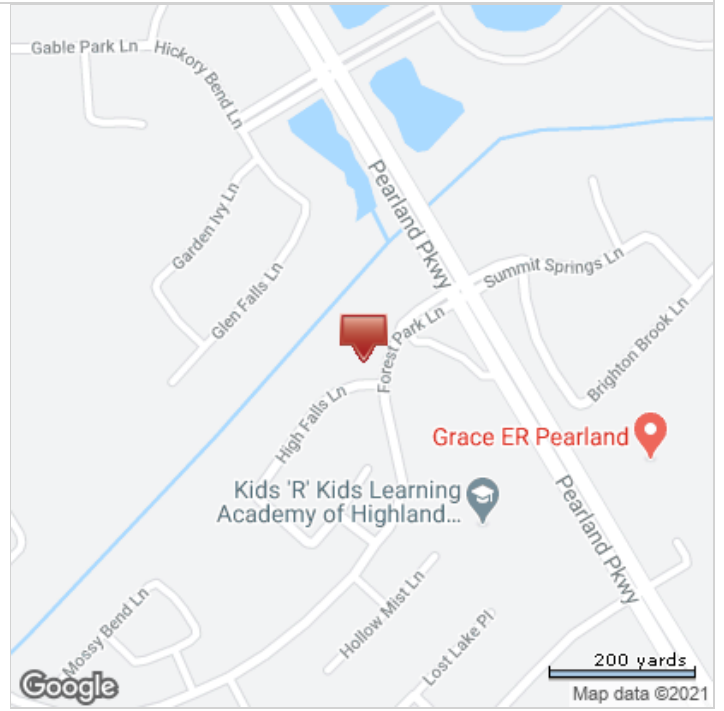 Gable Park Ln
Hickory Bend Ln
Garden Ivy Ln
Glen Falls Ln
Pearland Pkwy
Summit Springs Ln
Forest Park Ln
Brighton Brook Ln
High Falls Ln
Grace ER Pearland
Kids 'R' Kids Learning
Academy of Highland...
Pearland Pkwy
Mossy Bend Ln
Hollow Mist Ln
Lost Lake Pl
200 yards
Google
Map data ©2021